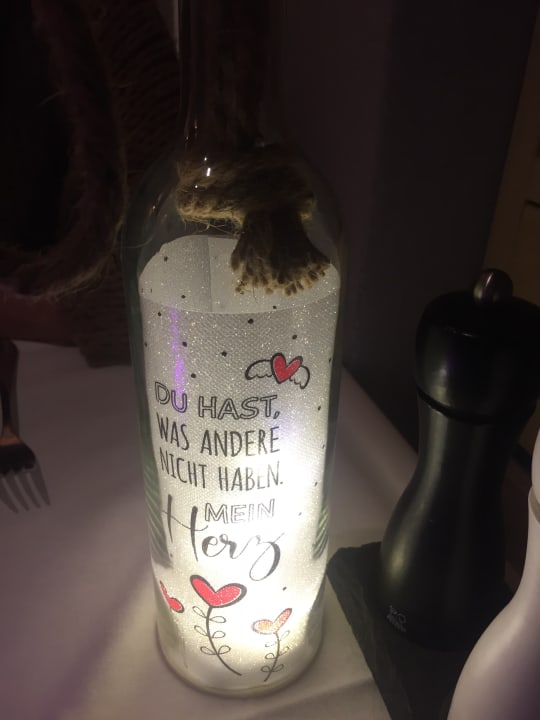 DU HAST,
WAS ANDERE
NICHT HABEN.
MEIN
Herz